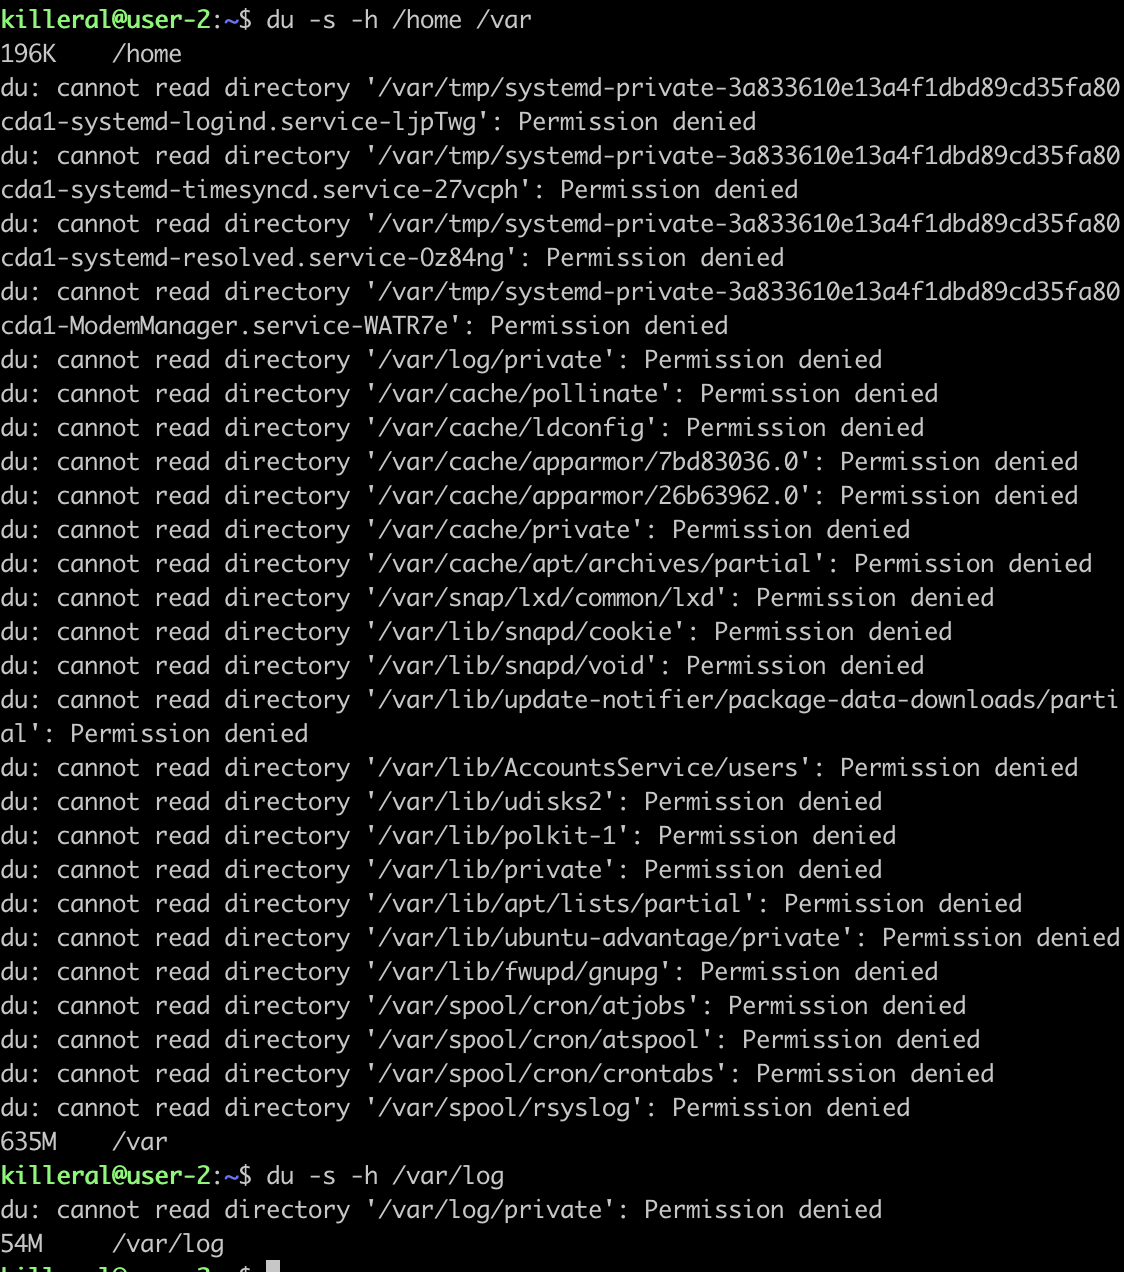 killeral@user-2:~$ du -s -h /home /var
196K    /home
du: cannot read directory '/var/tmp/systemd-private-3a833610e13a4f1dbd89cd35fa80
cda1-systemd-logind.service-ljpTwg': Permission denied
du: cannot read directory '/var/tmp/systemd-private-3a833610e13a4f1dbd89cd35fa80
cda1-systemd-timesyncd.service-27vcph': Permission denied
du: cannot read directory '/var/tmp/systemd-private-3a833610e13a4f1dbd89cd35fa80
cda1-systemd-resolved.service-Oz84ng': Permission denied
du: cannot read directory '/var/tmp/systemd-private-3a833610e13a4f1dbd89cd35fa80
cda1-ModemManager.service-WATR7e': Permission denied
du: cannot read directory '/var/log/private': Permission denied
du: cannot read directory '/var/cache/pollinate': Permission denied
du: cannot read directory '/var/cache/ldconfig': Permission denied
du: cannot read directory '/var/cache/apparmor/7bd83036.0': Permission denied
du: cannot read directory '/var/cache/apparmor/26b63962.0': Permission denied
du: cannot read directory '/var/cache/private': Permission denied
du: cannot read directory '/var/cache/apt/archives/partial': Permission denied
du: cannot read directory '/var/snap/lxd/common/lxd': Permission denied
du: cannot read directory '/var/lib/snapd/cookie': Permission denied
du: cannot read directory '/var/lib/snapd/void': Permission denied
du: cannot read directory '/var/lib/update-notifier/package-data-downloads/parti
al': Permission denied
du: cannot read directory '/var/lib/AccountsService/users': Permission denied
du: cannot read directory '/var/lib/udisks2': Permission denied
du: cannot read directory '/var/lib/polkit-1': Permission denied
du: cannot read directory '/var/lib/private': Permission denied
du: cannot read directory '/var/lib/apt/lists/partial': Permission denied
du: cannot read directory '/var/lib/ubuntu-advantage/private': Permission denied
du: cannot read directory '/var/lib/fwupd/gnupg': Permission denied
du: cannot read directory '/var/spool/cron/atjobs': Permission denied
du: cannot read directory '/var/spool/cron/atspool': Permission denied
du: cannot read directory '/var/spool/cron/crontabs': Permission denied
du: cannot read directory '/var/spool/rsyslog': Permission denied
635M    /var
killeral@user-2:~$ du -s -h /var/log
du: cannot read directory '/var/log/private': Permission denied
54M     /var/log